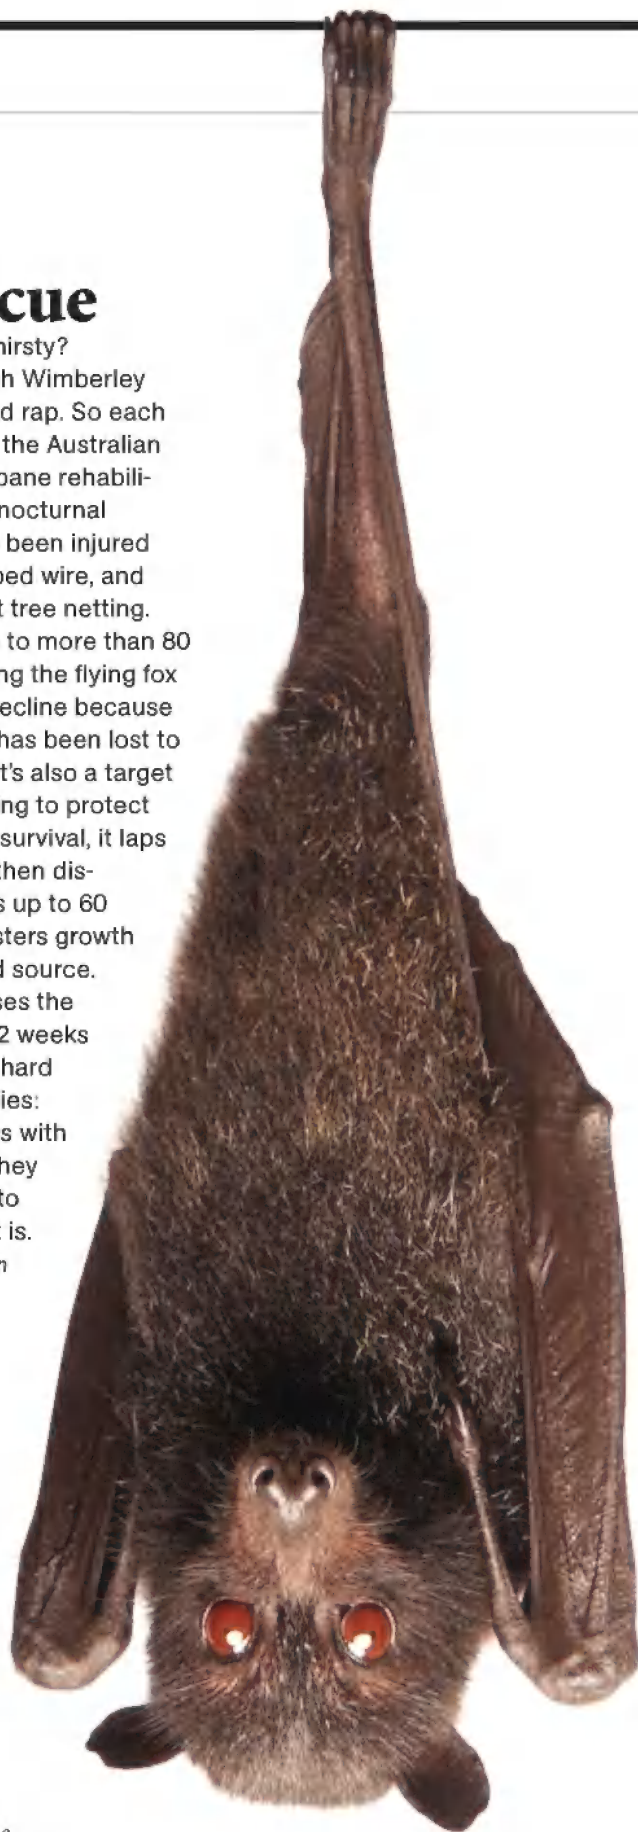 cue
hirsty?
h Wimberley
d rap. So each
the Australian
bane rehabili-
nocturnal
been injured
bed wire, and
t tree netting.
to more than 80
ng the flying fox
ecline because
has been lost to
t's also a target
ng to protect
survival, it laps
then dis-
s up to 60
sters growth
d source.
ses the
2 weeks
hard
ies:
s with
hey
to
t is.
n